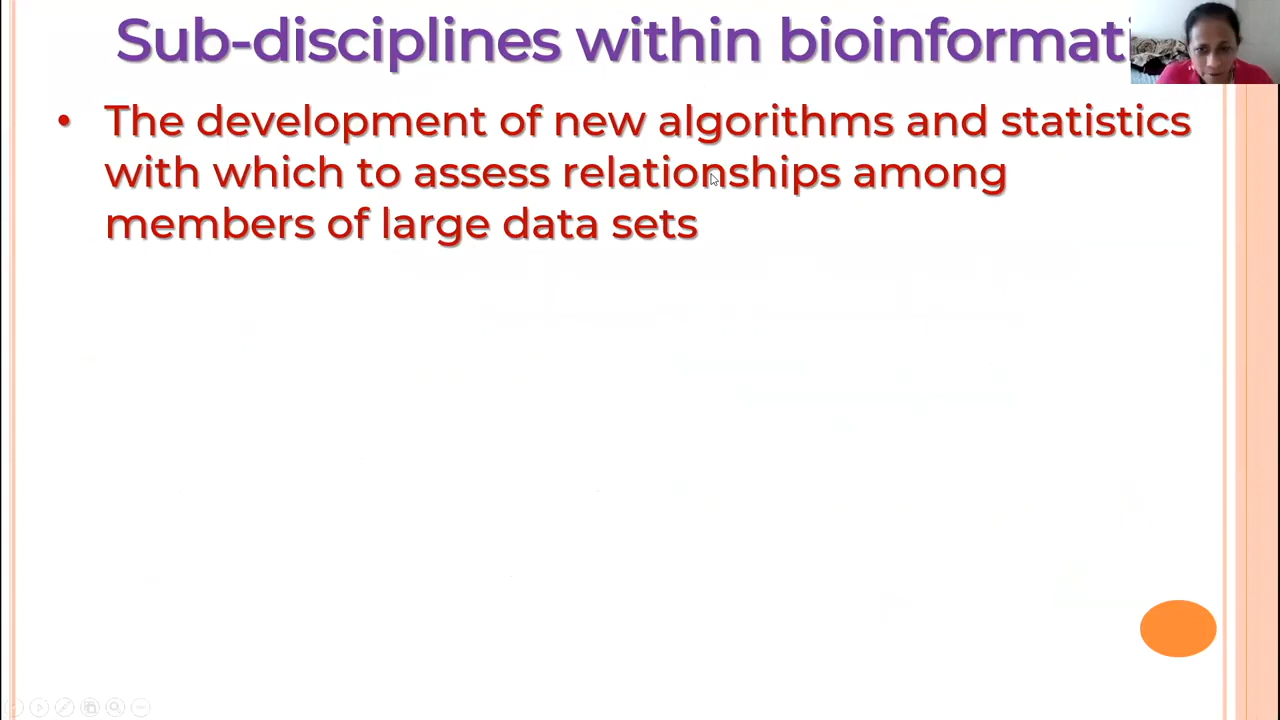 Sub-disciplines within bioinformati
• The development of new algorithms and statistics
with which to assess relationships among
members of large data sets